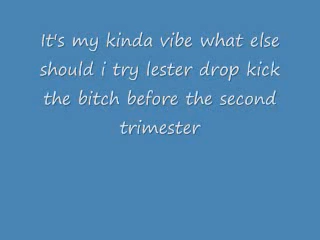 It's my kinda vibe what else
should i try lester drop kick
the bitch before the second
trimester